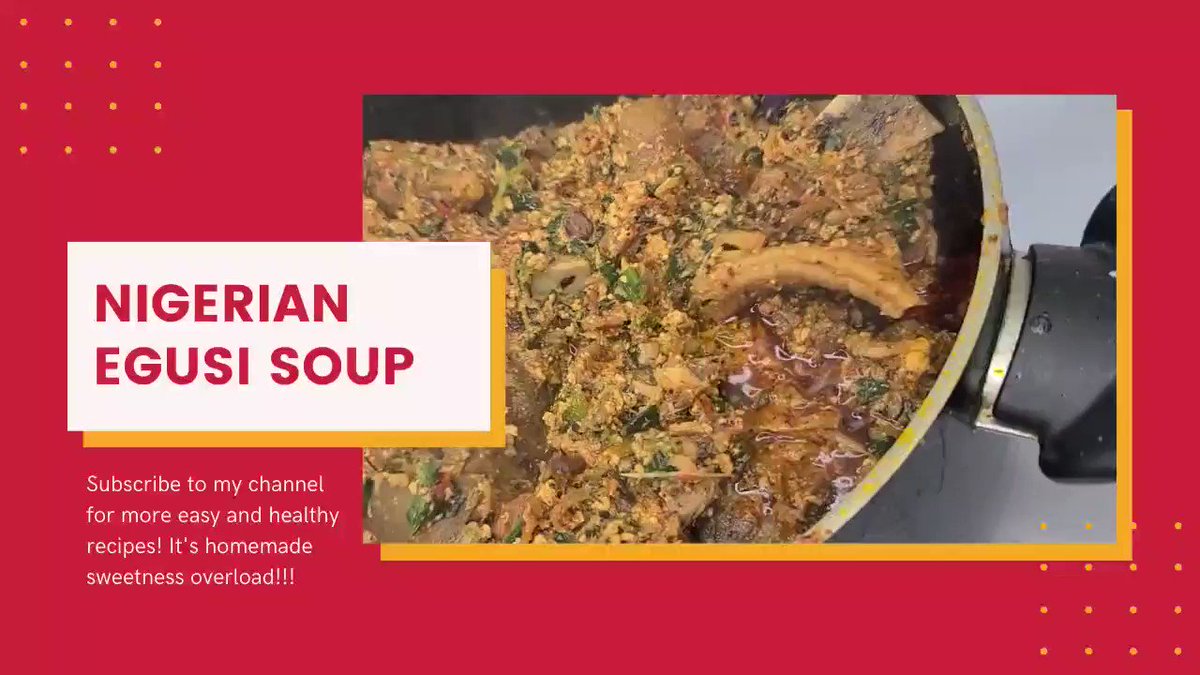 NIGERIAN
EGUSI SOUP
Subscribe to my channel
for more easy and healthy
recipes! It's homemade
sweetness overload!!!